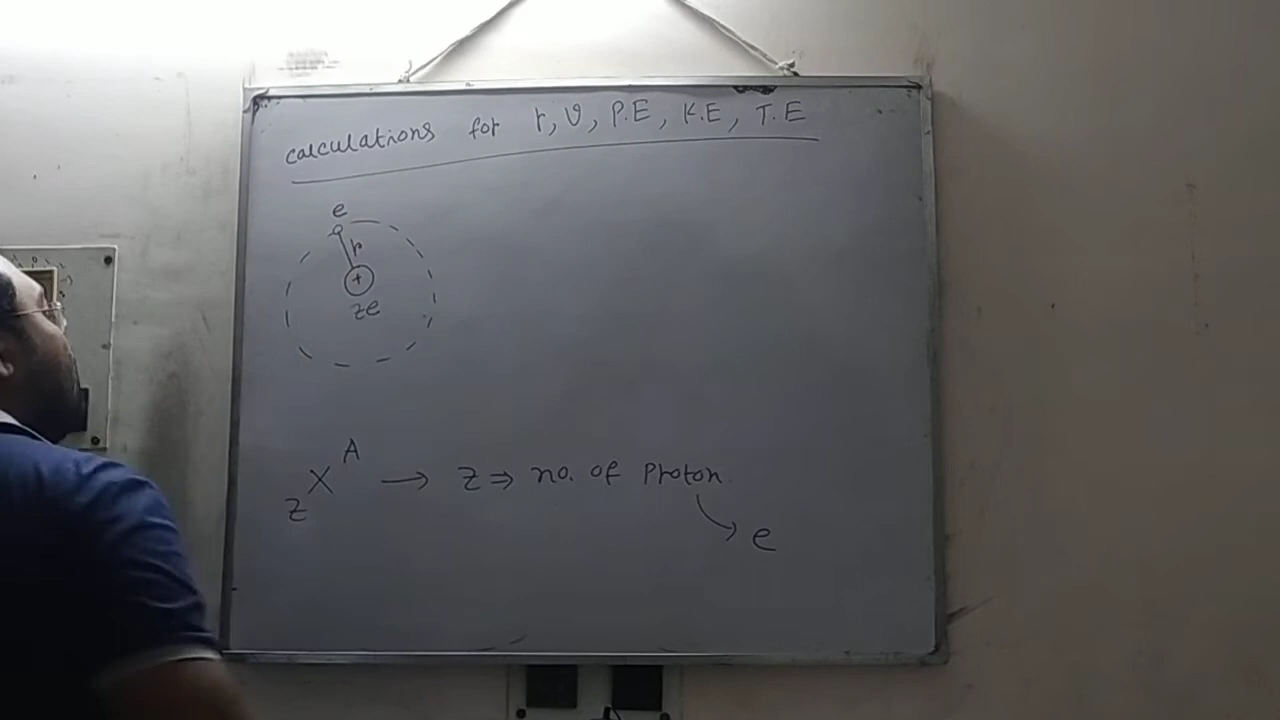 calculations for r, v, P.E, K.E, T.E
e
r
+
ze
z X A → z ⇒ no. of Proton
e